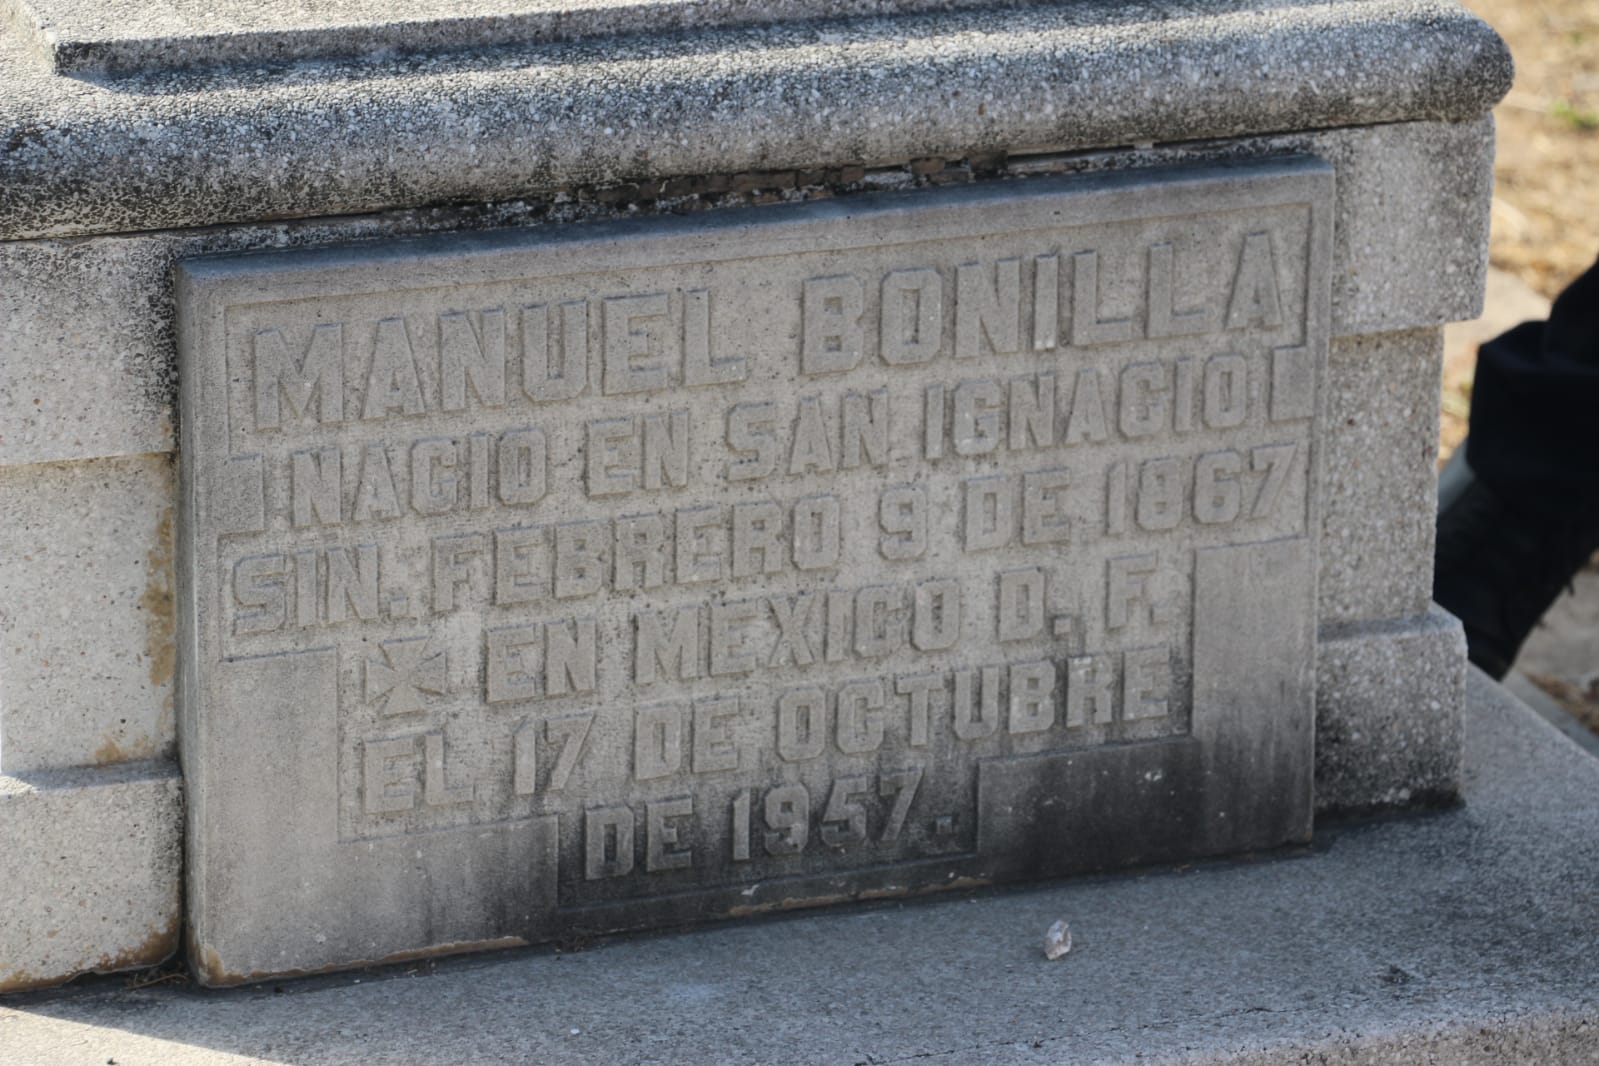 MANUEL BONILLA
NACIO EN SAN IGNACIO
SIN. FEBRERO 9 DE 1867
EN MEXICO D. F.
EL 17 DE OCTUBRE
DE 1957.